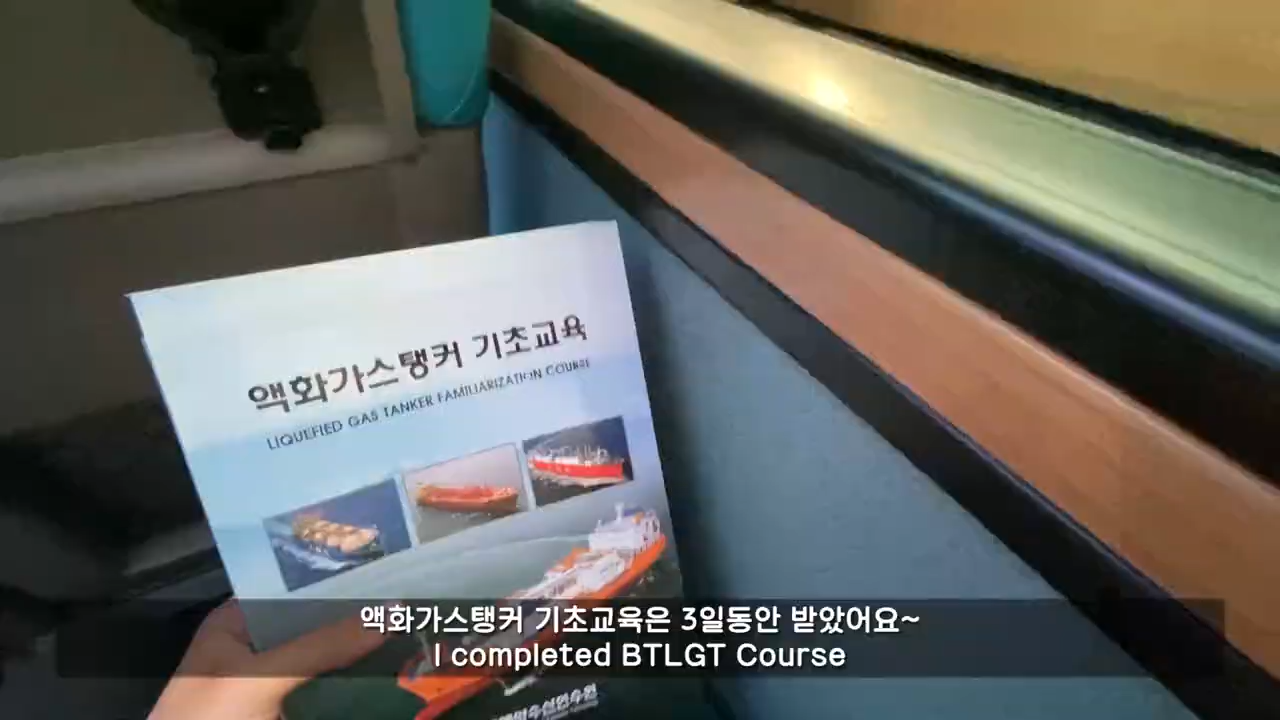 액화가스탱커 기초교육
LIQUEFIED GAS TANKER FAMILIARIZATION COURSE
액화가스탱커 기초교육은 3일동안 받았어요~
I completed BTLGT Course